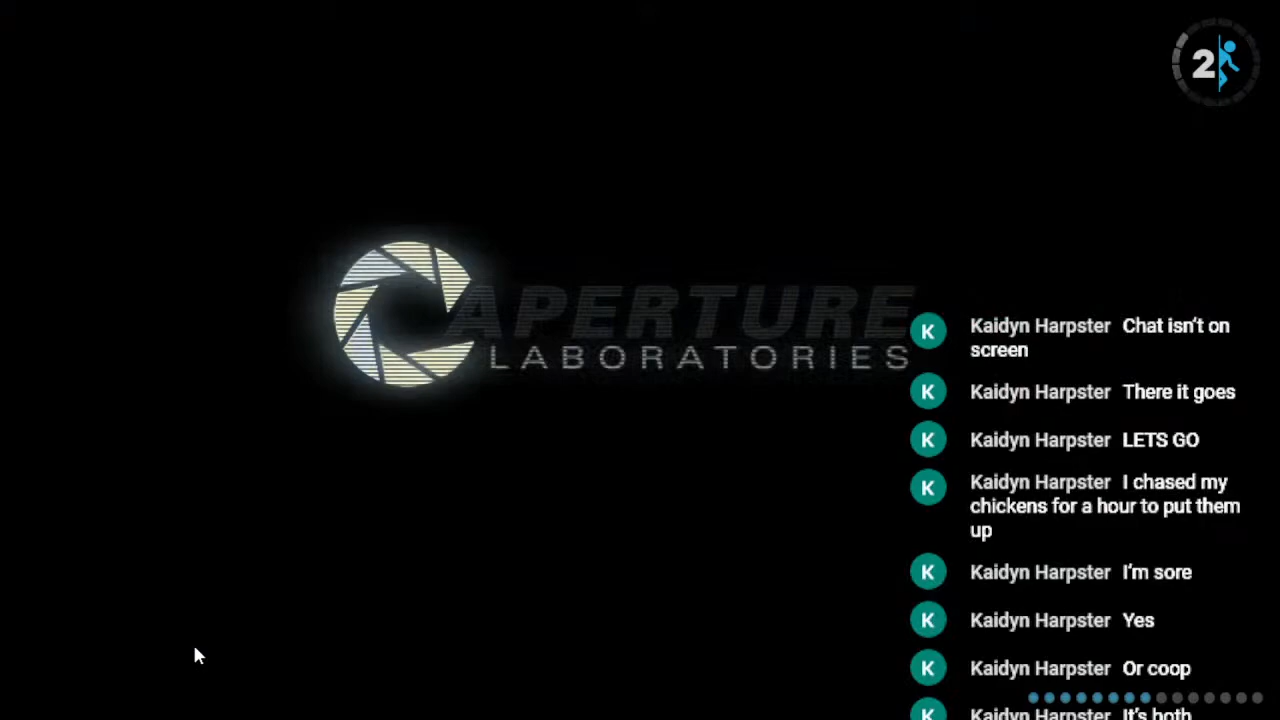 2
APERTURE
LABORATORIES
K Kaidyn Harpster Chat isn't on
screen
K Kaidyn Harpster There it goes
K Kaidyn Harpster LETS GO
K Kaidyn Harpster I chased my
chickens for a hour to put them
up
K Kaidyn Harpster I'm sore
K Kaidyn Harpster Yes
K Kaidyn Harpster Or coop
K Kaidyn Harpster It's both